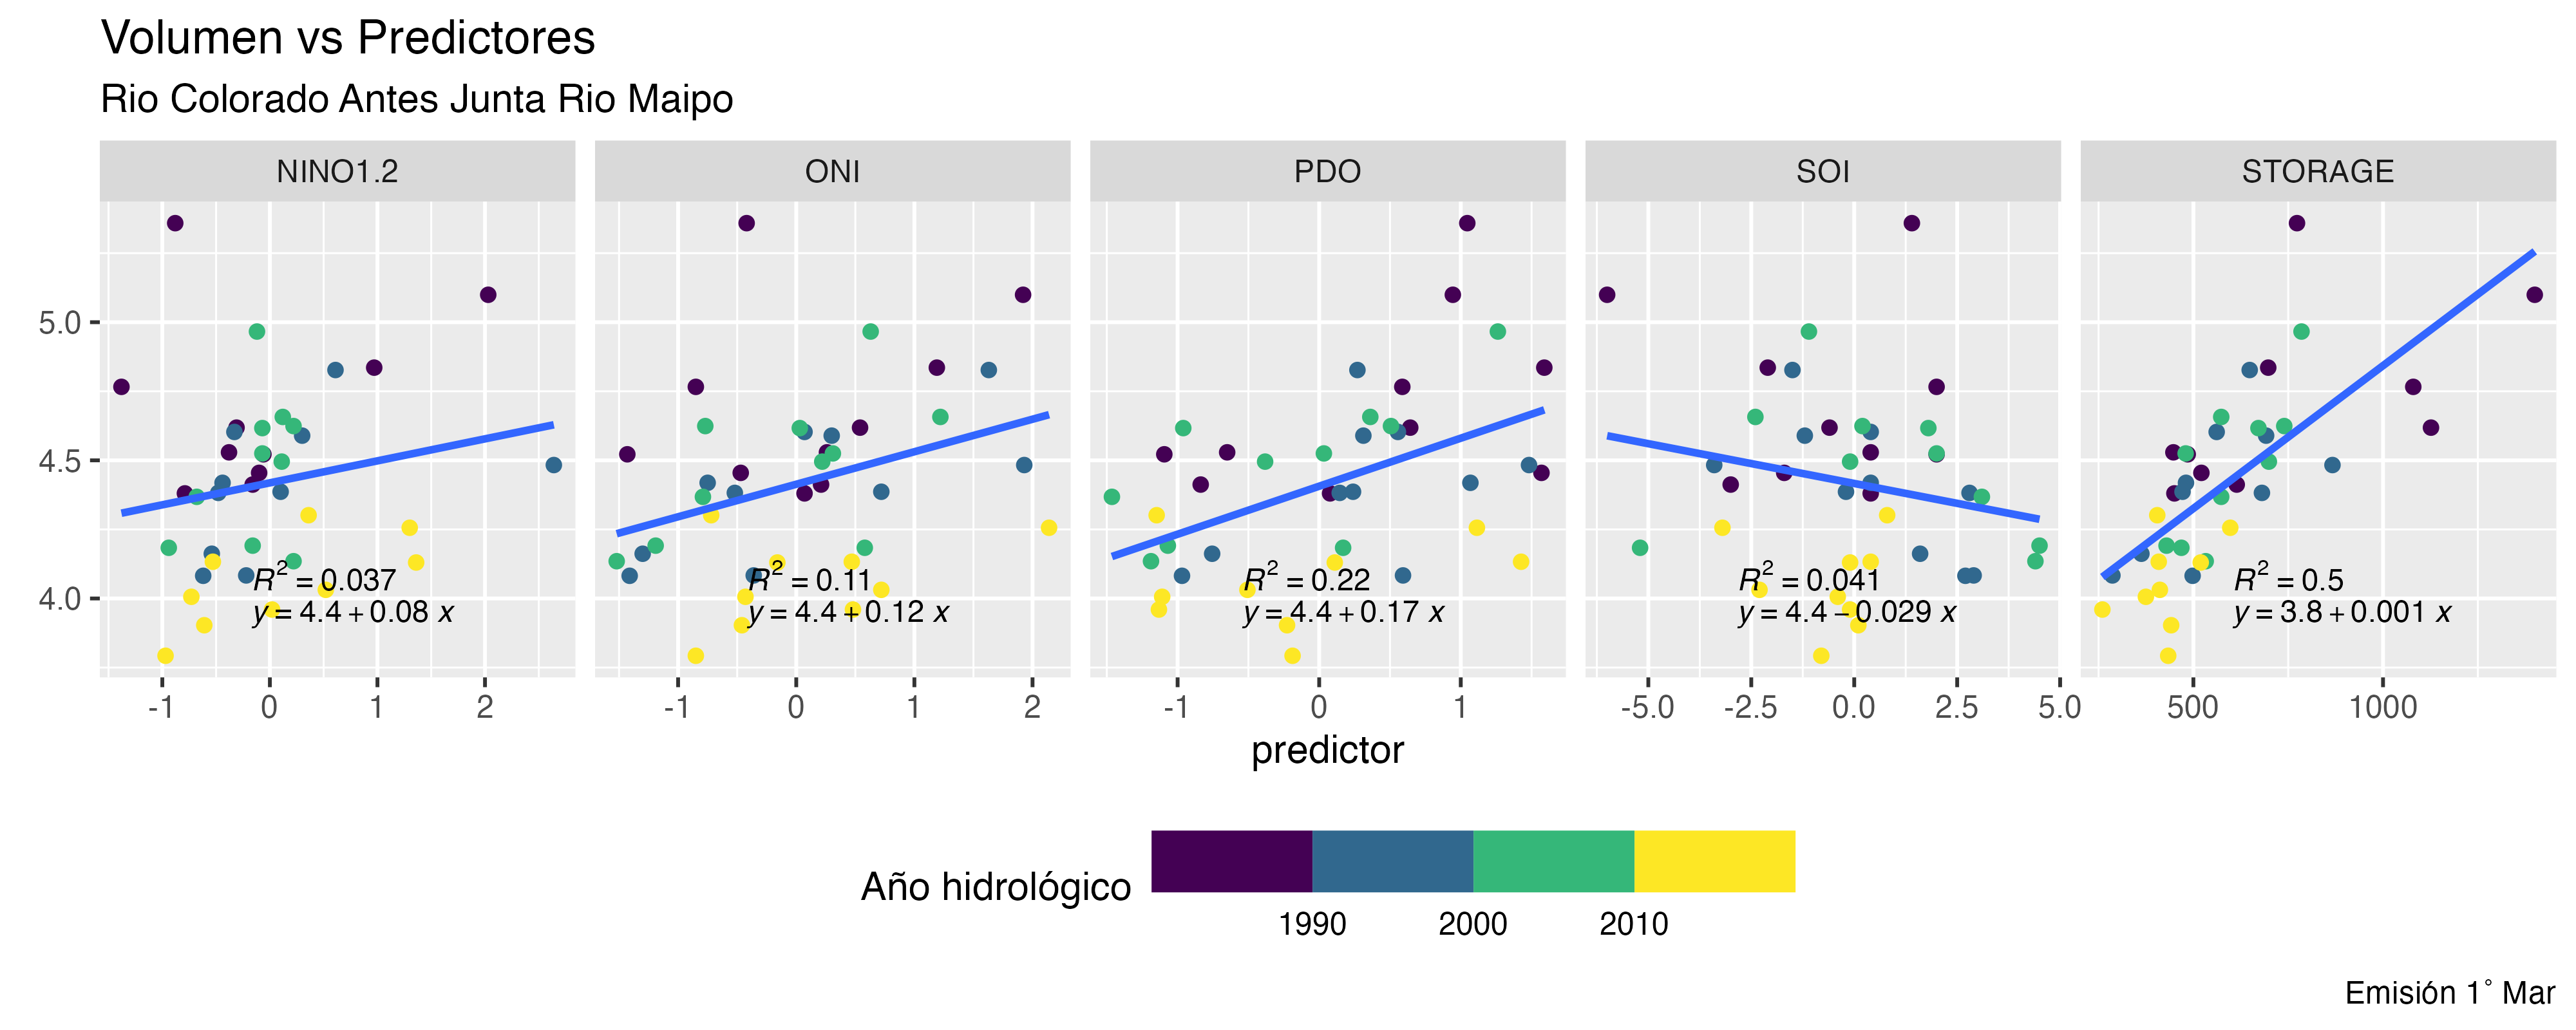 Volumen vs Predictores
Rio Colorado Antes Junta Rio Maipo
NINO1.2 ONI PDO SOI STORAGE
5.0
4.5
4.0
R² = 0.037 R² = 0.11 R² = 0.22 R² = 0.041 R² = 0.5
y = 4.4 + 0.08 x y = 4.4 + 0.12 x y = 4.4 + 0.17 x y = 4.4 − 0.029 x y = 3.8 + 0.001 x
-1 0 1 2 -1 0 1 2 -1 0 1 -5.0 -2.5 0.0 2.5 5.0 500 1000
predictor
Año hidrológico
1990 2000 2010
Emisión 1° Mar